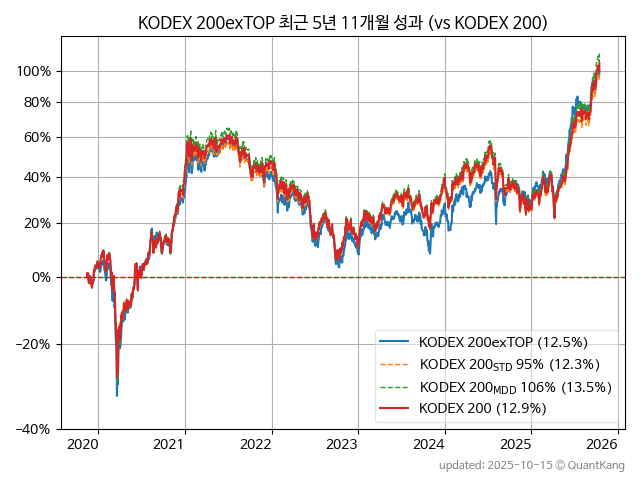 KODEX 200exTOP 최근 5년 11개월 성과 (vs KODEX 200)
100%
80%
60%
40%
20%
0%
−20%
−40%
KODEX 200exTOP (12.5%)
KODEX 200STD 95% (12.3%)
KODEX 200MDD 106% (13.5%)
KODEX 200 (12.9%)
2020 2021 2022 2023 2024 2025 2026
updated: 2025-10-15 © QuantKang